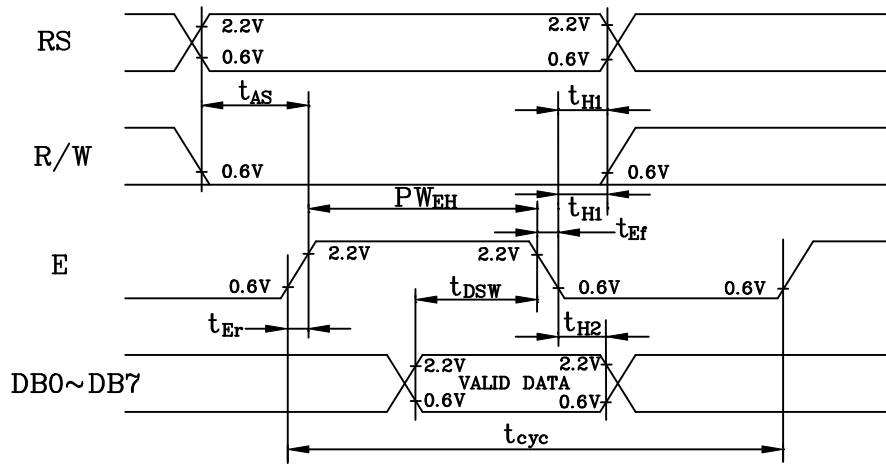 RS 2.2V 2.2V
0.6V 0.6V
tAS tH1
R/W 0.6V 0.6V
PWEH tH1
tEf
E 2.2V 2.2V
0.6V tDSW 0.6V 0.6V
tEr tH2
DB0~DB7 2.2V VALID DATA 2.2V
0.6V 0.6V
tcyc